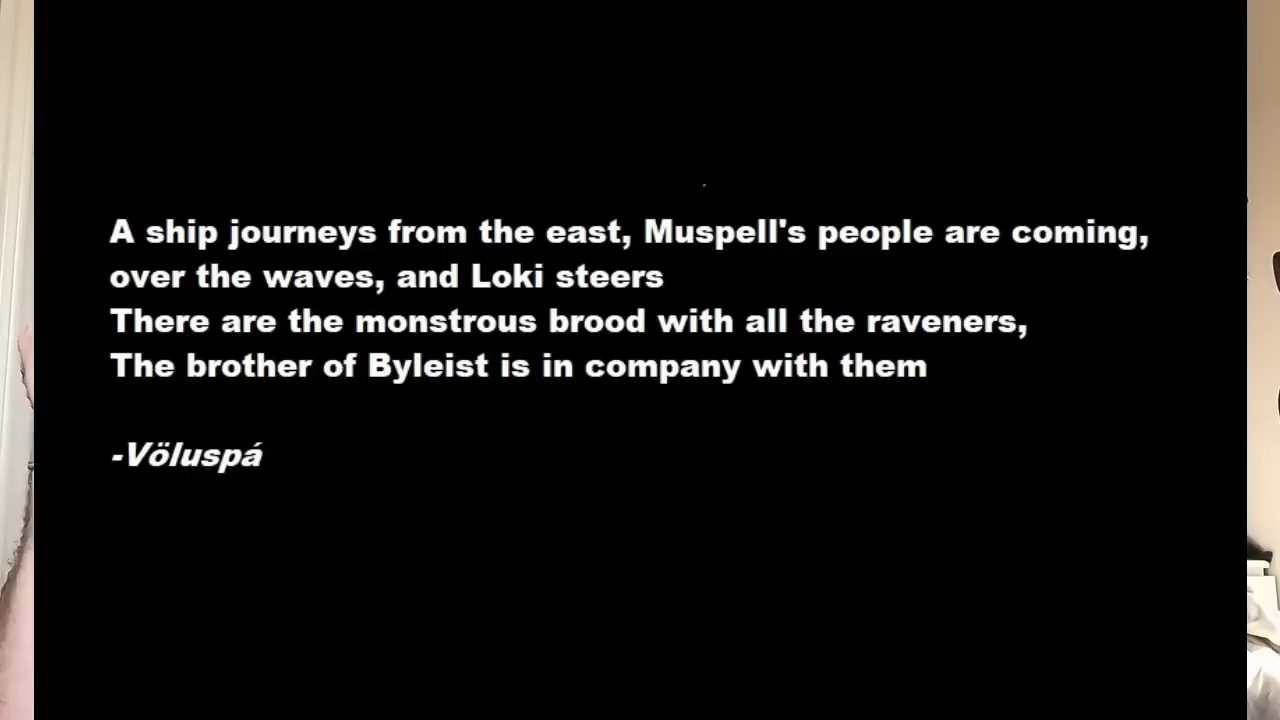 A ship journeys from the east, Muspell's people are coming,
over the waves, and Loki steers
There are the monstrous brood with all the raveners,
The brother of Byleist is in company with them
-Völuspá